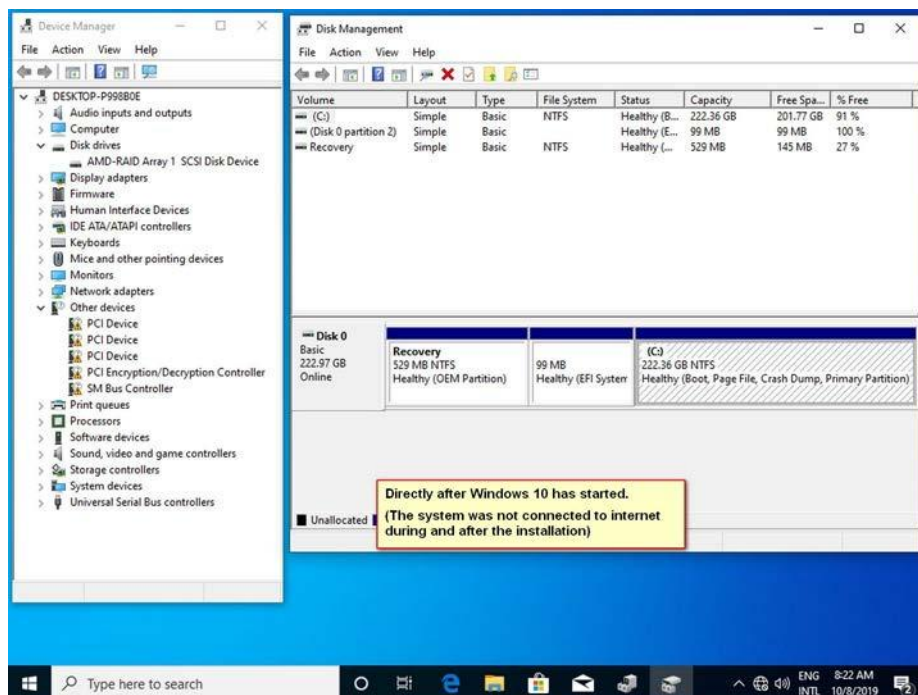 Device Manager
File Action View Help
DESKTOP-P998B0E
Audio inputs and outputs
Computer
Disk drives
AMD-RAID Array 1 SCSI Disk Device
Display adapters
Firmware
Human Interface Devices
IDE ATA/ATAPI controllers
Keyboards
Mice and other pointing devices
Monitors
Network adapters
Other devices
PCI Device
PCI Device
PCI Device
PCI Encryption/Decryption Controller
SM Bus Controller
Print queues
Processors
Software devices
Sound, video and game controllers
Storage controllers
System devices
Universal Serial Bus controllers
Disk Management
File Action View Help
Volume Layout Type File System Status Capacity Free Spa... % Free
(C:) Simple Basic NTFS Healthy (B... 222.36 GB 201.77 GB 91 %
(Disk 0 partition 2) Simple Basic Healthy (E... 99 MB 99 MB 100 %
Recovery Simple Basic NTFS Healthy (... 529 MB 145 MB 27 %
Disk 0
Basic
222.97 GB
Online
Recovery
529 MB NTFS
Healthy (OEM Partition)
99 MB
Healthy (EFI System
(C:)
222.36 GB NTFS
Healthy (Boot, Page File, Crash Dump, Primary Partition)
Unallocated
Directly after Windows 10 has started.
(The system was not connected to internet
during and after the installation)
Type here to search
ENG
INTL
8:22 AM
10/8/2019